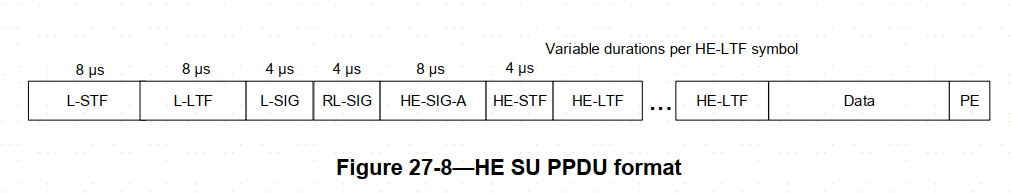 Variable durations per HE-LTF symbol
8 µs 8 µs 4 µs 4 µs 8 µs 4 µs
L-STF L-LTF L-SIG RL-SIG HE-SIG-A HE-STF HE-LTF ... HE-LTF Data PE
Figure 27-8—HE SU PPDU format